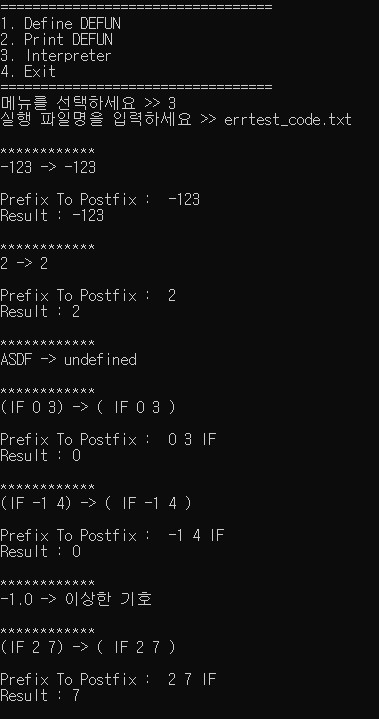 ==================================
1. Define DEFUN
2. Print DEFUN
3. Interpreter
4. Exit
==================================
메뉴를 선택하세요 >> 3
실행 파일명을 입력하세요 >> errtest_code.txt
************
-123 -> -123
Prefix To Postfix :  -123
Result : -123
************
2 -> 2
Prefix To Postfix :  2
Result : 2
************
ASDF -> undefined
************
(IF 0 3) -> ( IF 0 3 )
Prefix To Postfix :  0 3 IF
Result : 0
************
(IF -1 4) -> ( IF -1 4 )
Prefix To Postfix :  -1 4 IF
Result : 0
************
-1.0 -> 이상한 기호
************
(IF 2 7) -> ( IF 2 7 )
Prefix To Postfix :  2 7 IF
Result : 7